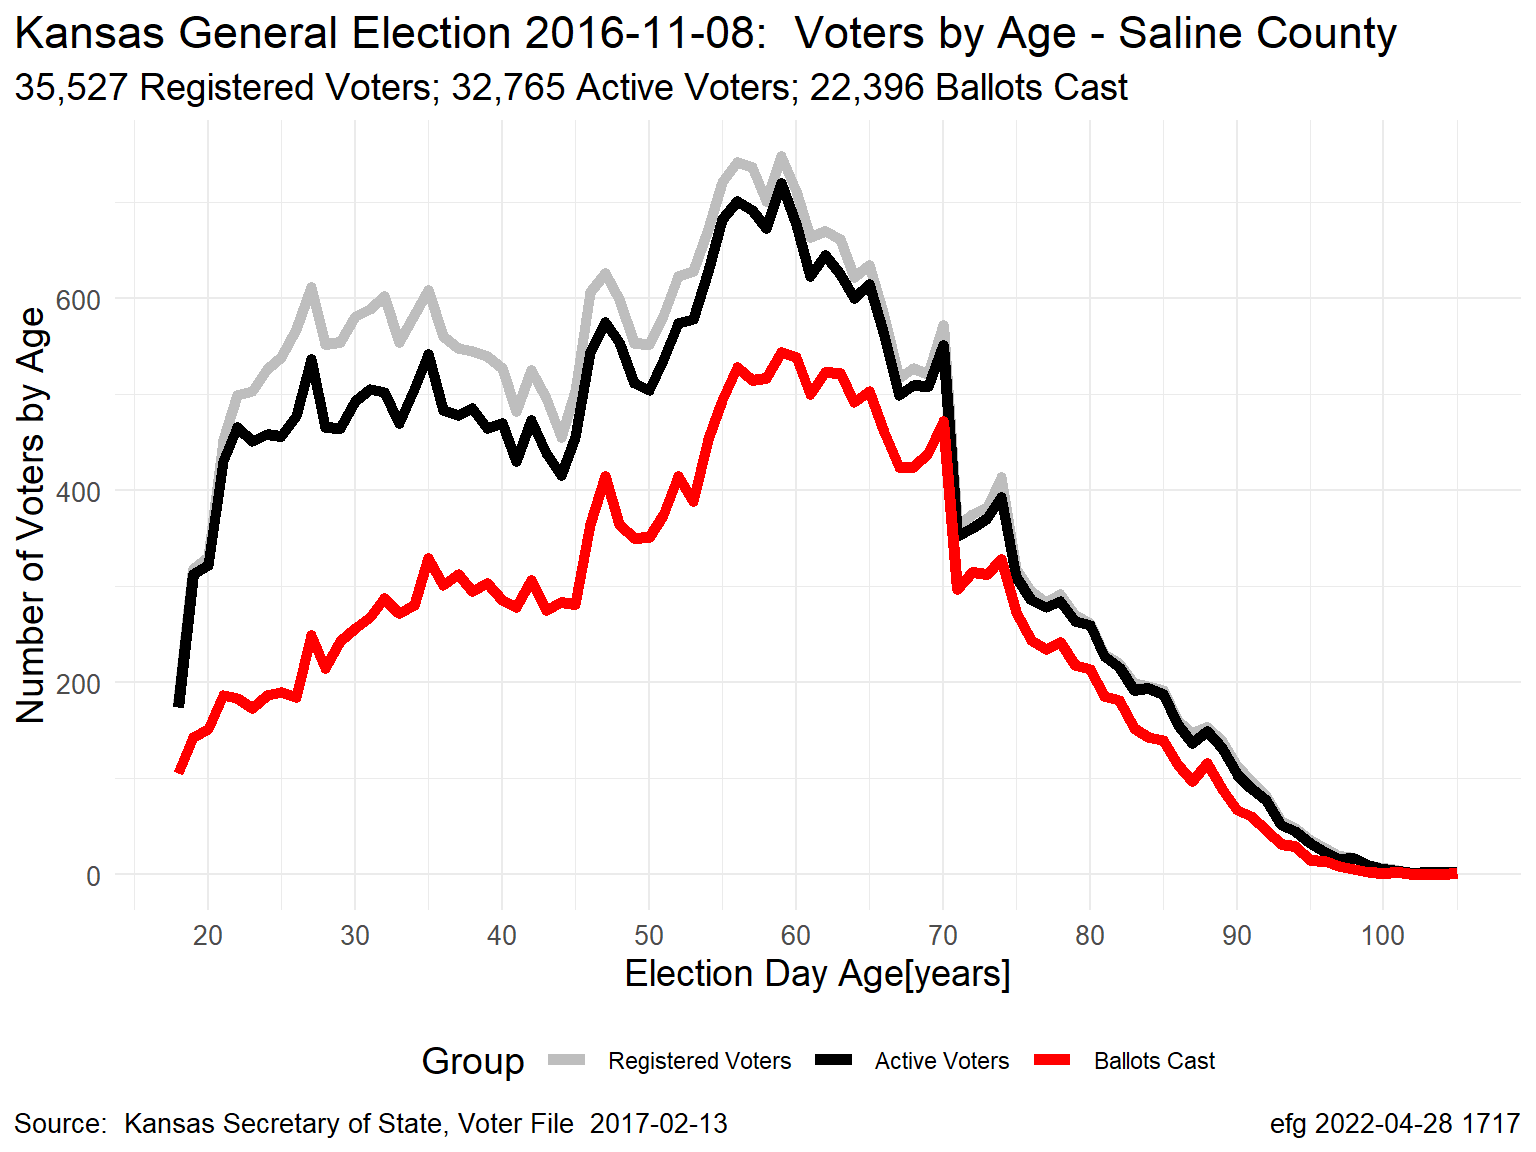 Kansas General Election 2016-11-08:  Voters by Age - Saline County
35,527 Registered Voters; 32,765 Active Voters; 22,396 Ballots Cast
Number of Voters by Age
600
400
200
0
20 30 40 50 60 70 80 90 100
Election Day Age[years]
Group Registered Voters Active Voters Ballots Cast
Source:  Kansas Secretary of State, Voter File  2017-02-13
efg 2022-04-28 1717